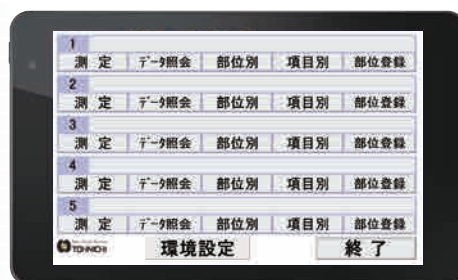 1
測 定 データ照会 部位別 項目別 部位登録
2
測 定 データ照会 部位別 項目別 部位登録
3
測 定 データ照会 部位別 項目別 部位登録
4
測 定 データ照会 部位別 項目別 部位登録
5
測 定 データ照会 部位別 項目別 部位登録
TOHNICHI 環境設定 終 了